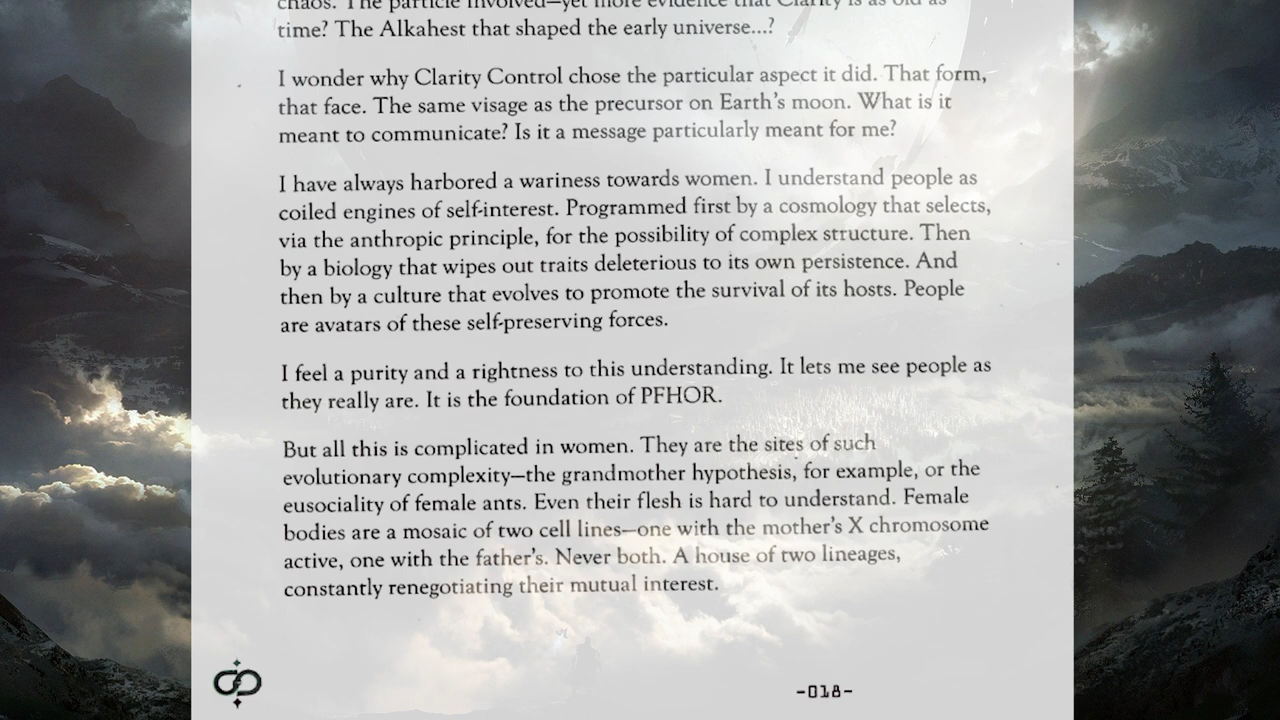 chaos. The particle involved—yet more evidence that Clarity is as old as
time? The Alkahest that shaped the early universe...?
I wonder why Clarity Control chose the particular aspect it did. That form,
that face. The same visage as the precursor on Earth's moon. What is it
meant to communicate? Is it a message particularly meant for me?
I have always harbored a wariness towards women. I understand people as
coiled engines of self-interest. Programmed first by a cosmology that selects,
via the anthropic principle, for the possibility of complex structure. Then
by a biology that wipes out traits deleterious to its own persistence. And
then by a culture that evolves to promote the survival of its hosts. People
are avatars of these self-preserving forces.
I feel a purity and a rightness to this understanding. It lets me see people as
they really are. It is the foundation of PFHOR.
But all this is complicated in women. They are the sites of such
evolutionary complexity—the grandmother hypothesis, for example, or the
eusociality of female ants. Even their flesh is hard to understand. Female
bodies are a mosaic of two cell lines—one with the mother's X chromosome
active, one with the father's. Never both. A house of two lineages,
constantly renegotiating their mutual interest.
-018-